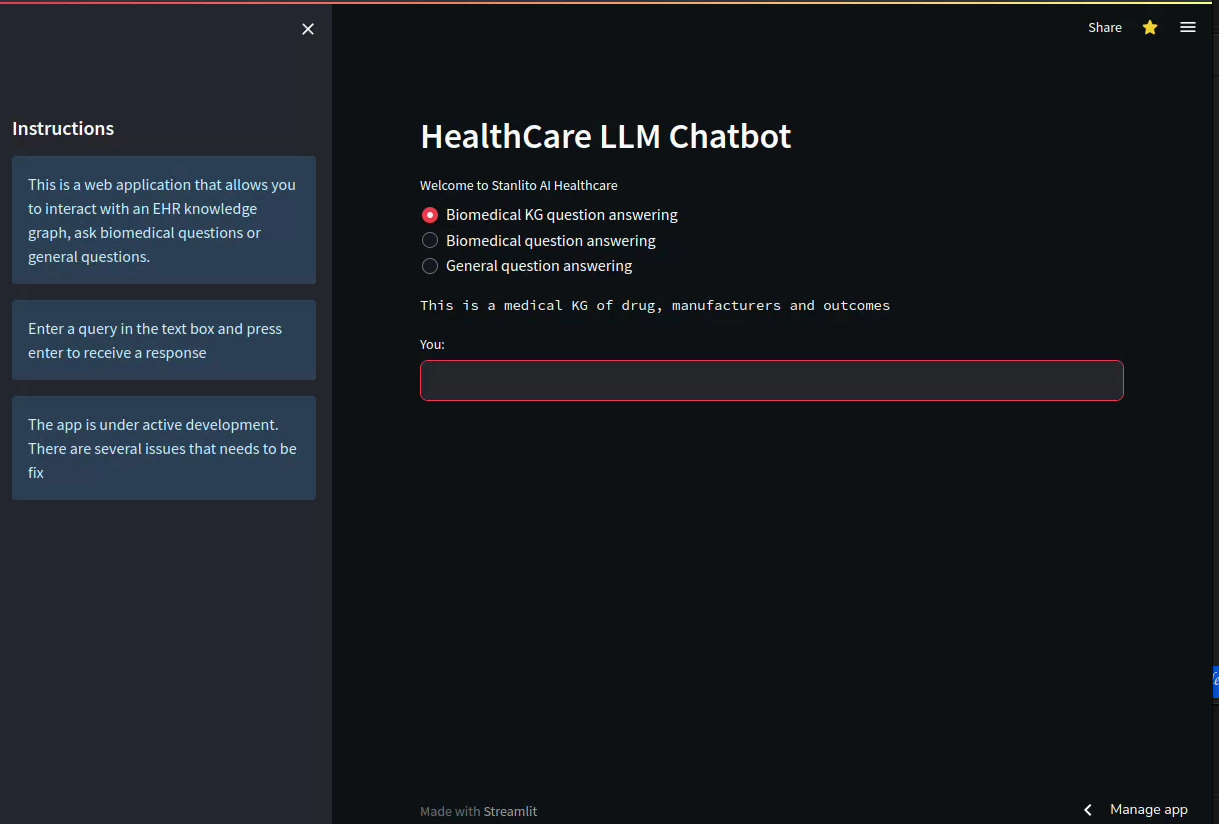 Share
Instructions
This is a web application that allows you
to interact with an EHR knowledge
graph, ask biomedical questions or
general questions.
Enter a query in the text box and press
enter to receive a response
The app is under active development.
There are several issues that needs to be
fix
HealthCare LLM Chatbot
Welcome to Stanlito AI Healthcare
Biomedical KG question answering
Biomedical question answering
General question answering
This is a medical KG of drug, manufacturers and outcomes
You:
Made with Streamlit
Manage app